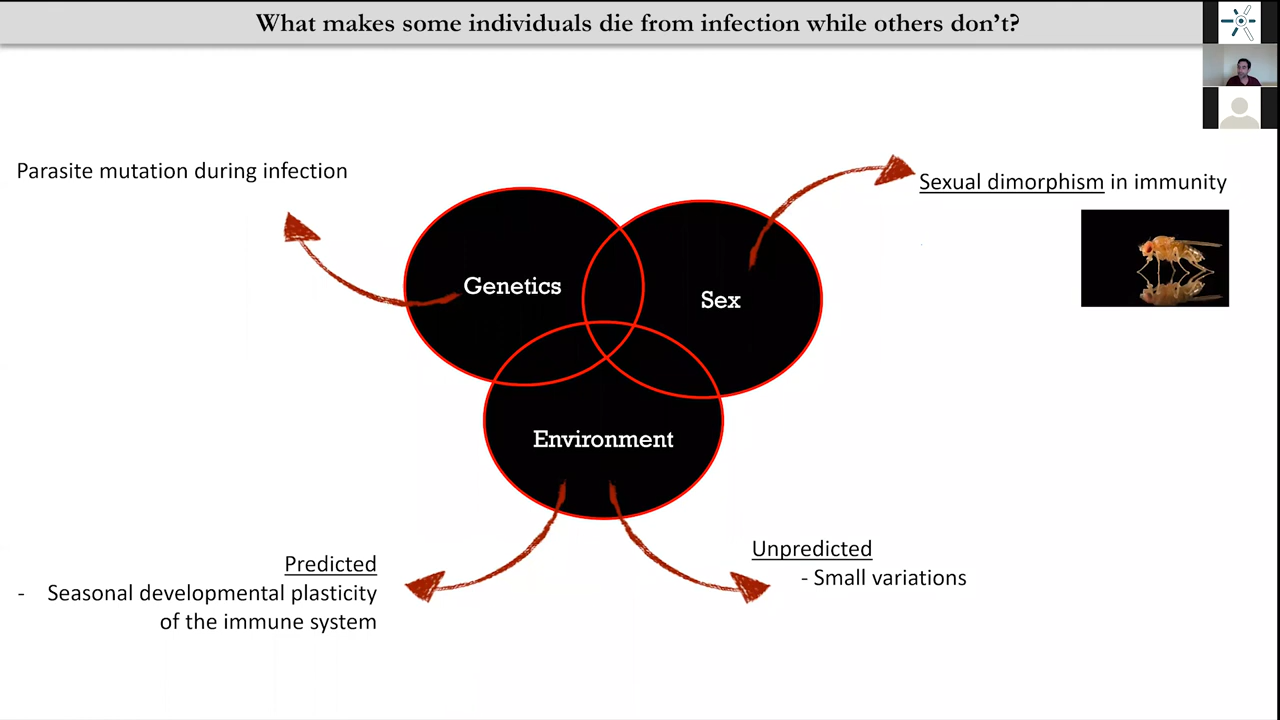 What makes some individuals die from infection while others don't?
Parasite mutation during infection
Sexual dimorphism in immunity
Genetics
Sex
Environment
Predicted
- Seasonal developmental plasticity
of the immune system
Unpredicted
- Small variations